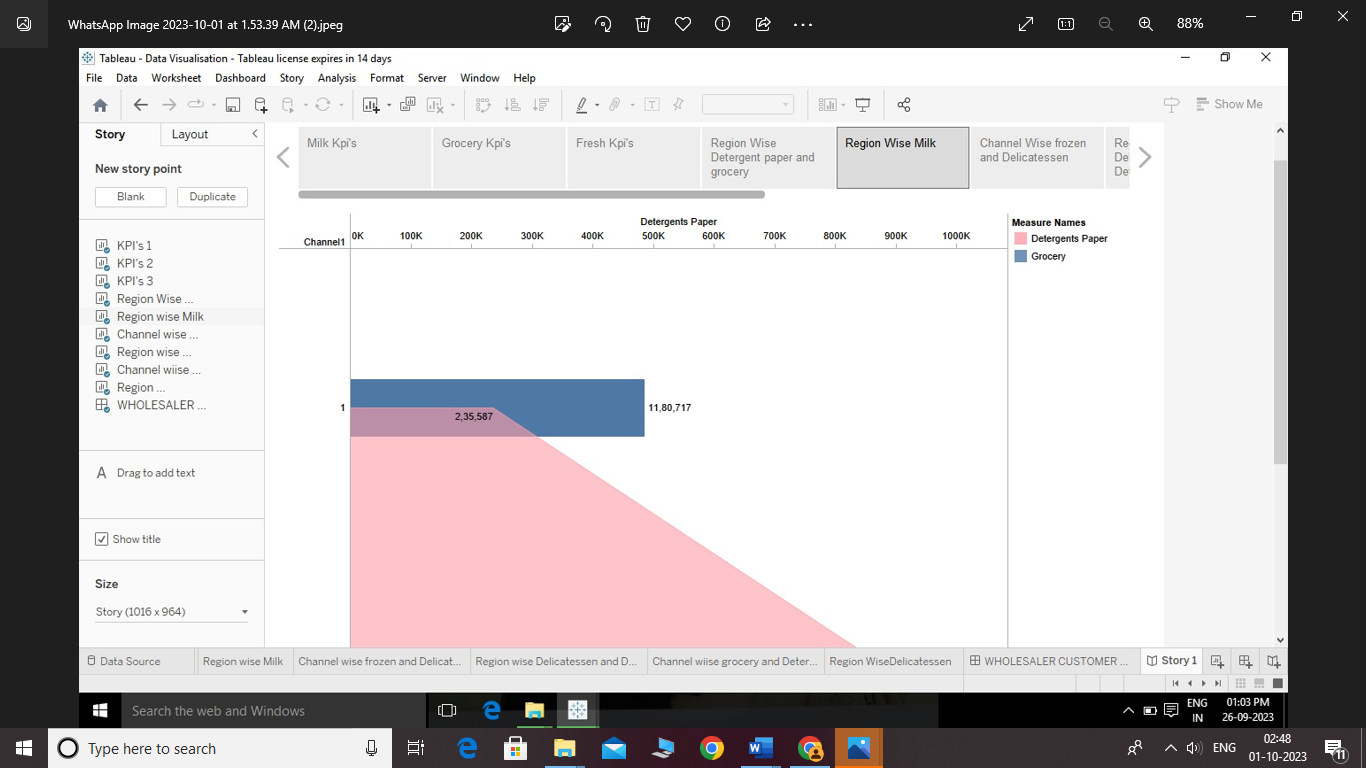 WhatsApp Image 2023-10-01 at 1.53.39 AM (2).jpeg
88%
Tableau - Data Visualisation - Tableau license expires in 14 days
File Data Worksheet Dashboard Story Analysis Format Server Window Help
Show Me
Story Layout
New story point
Blank Duplicate
KPI's 1
KPI's 2
KPI's 3
Region Wise ...
Region wise Milk
Channel wise ...
Region wise ...
Channel wiise ...
Region ...
WHOLESALER ...
A Drag to add text
Show title
Size
Story (1016 x 964)
Milk Kpi's
Grocery Kpi's
Fresh Kpi's
Region Wise
Detergent paper and
grocery
Region Wise Milk
Channel Wise frozen
and Delicatessen
Re
De
De
Detergents Paper
Channel1 0K 100K 200K 300K 400K 500K 600K 700K 800K 900K 1000K
1
2,35,587
11,80,717
Measure Names
Detergents Paper
Grocery
Data Source Region wise Milk Channel wise frozen and Delicat... Region wise Delicatessen and D... Channel wiise grocery and Deter... Region WiseDelicatessen WHOLESALER CUSTOMER ... Story 1
Search the web and Windows
ENG
IN
01:03 PM
26-09-2023
Type here to search
ENG
02:48
01-10-2023
11